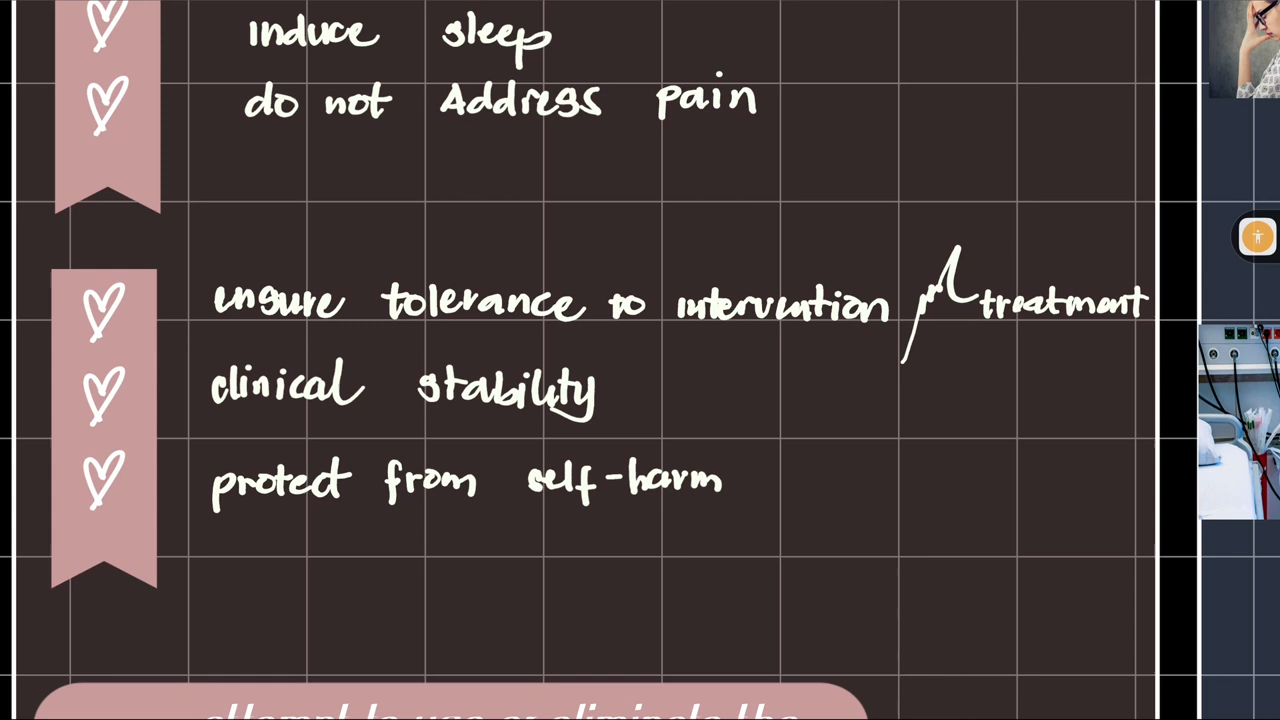 induce sleep
do not Address pain
ensure tolerance to intervention / treatment
clinical stability
protect from self-harm